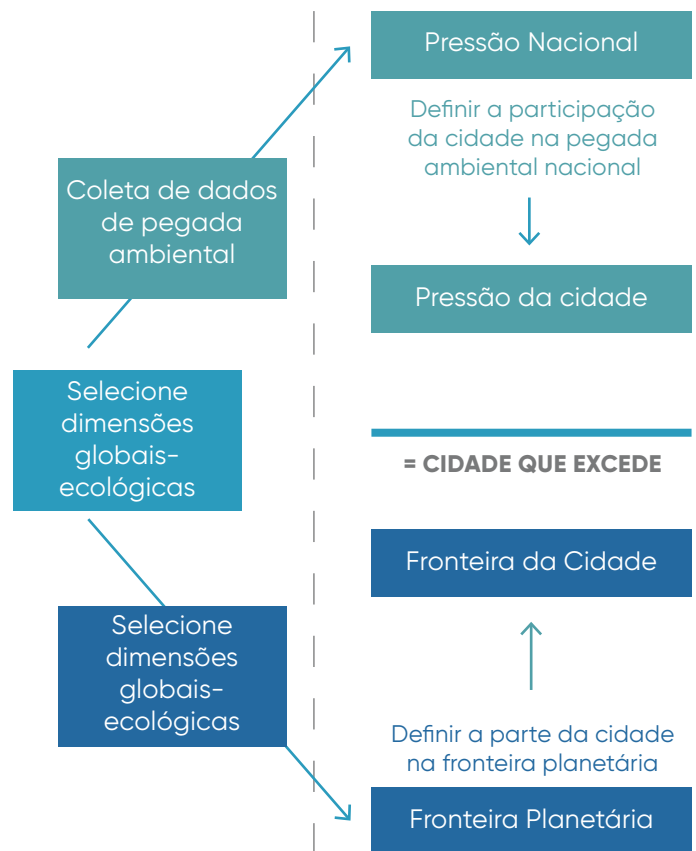 Pressão Nacional
Definir a participação
da cidade na pegada
ambiental nacional
Coleta de dados
de pegada
ambiental
Pressão da cidade
Selecione
dimensões
globais-
ecológicas
= CIDADE QUE EXCEDE
Fronteira da Cidade
Selecione
dimensões
globais-
ecológicas
Definir a parte da cidade
na fronteira planetária
Fronteira Planetária